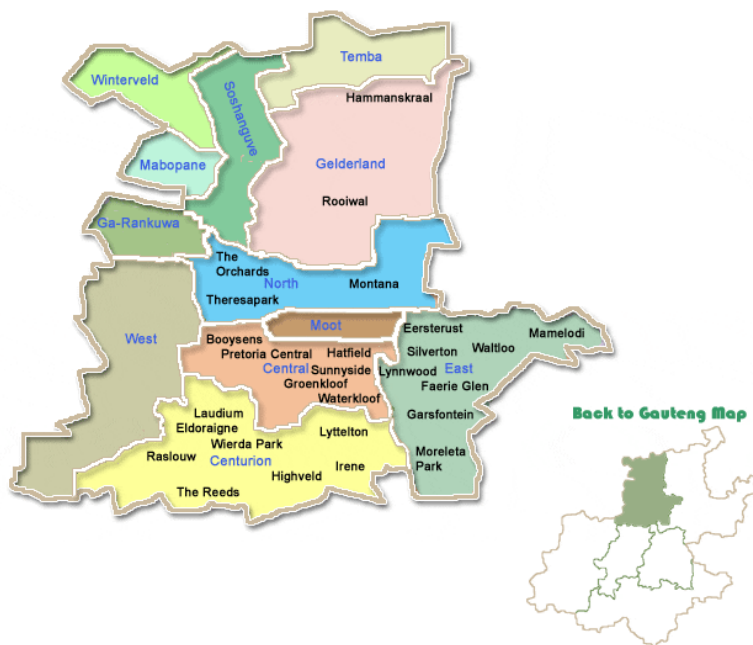 Temba
Winterveld
Hammanskraal
Soshanguve
Mabopane
Gelderland
Rooiwal
Ga-Rankuwa
The
Orchards
North
Montana
Theresapark
West
Moot
Eersterust
Mamelodi
Booysens
Pretoria Central
Hatfield
Silverton
Waltloo
Central
Sunnyside
Lynnwood
East
Groenkloof
Faerie Glen
Waterkloof
Laudium
Garsfontein
Eldoraigne
Lyttelton
Back to Gauteng Map
Wierda Park
Raslouw
Centurion
Irene
Moreleta
Park
Highveld
The Reeds